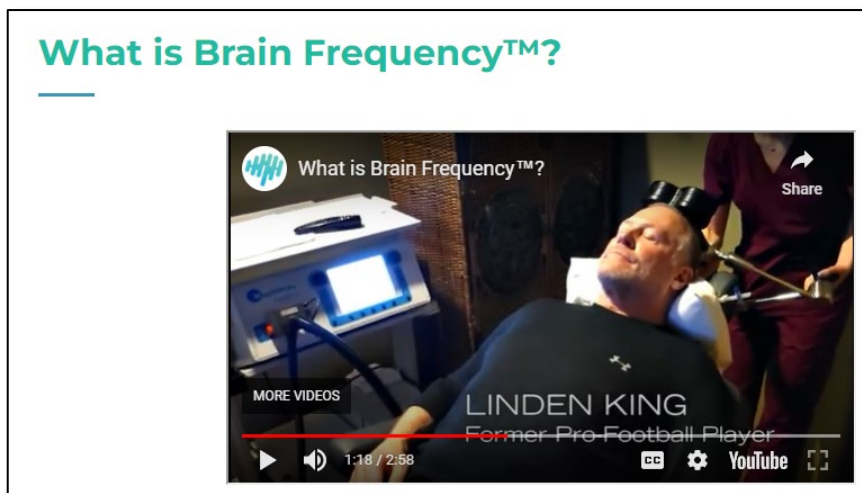 What is Brain Frequency™?
What is Brain Frequency™?
Share
MORE VIDEOS
LINDEN KING
Former Pro-Football Player
1:18 / 2:58
CC
YouTube